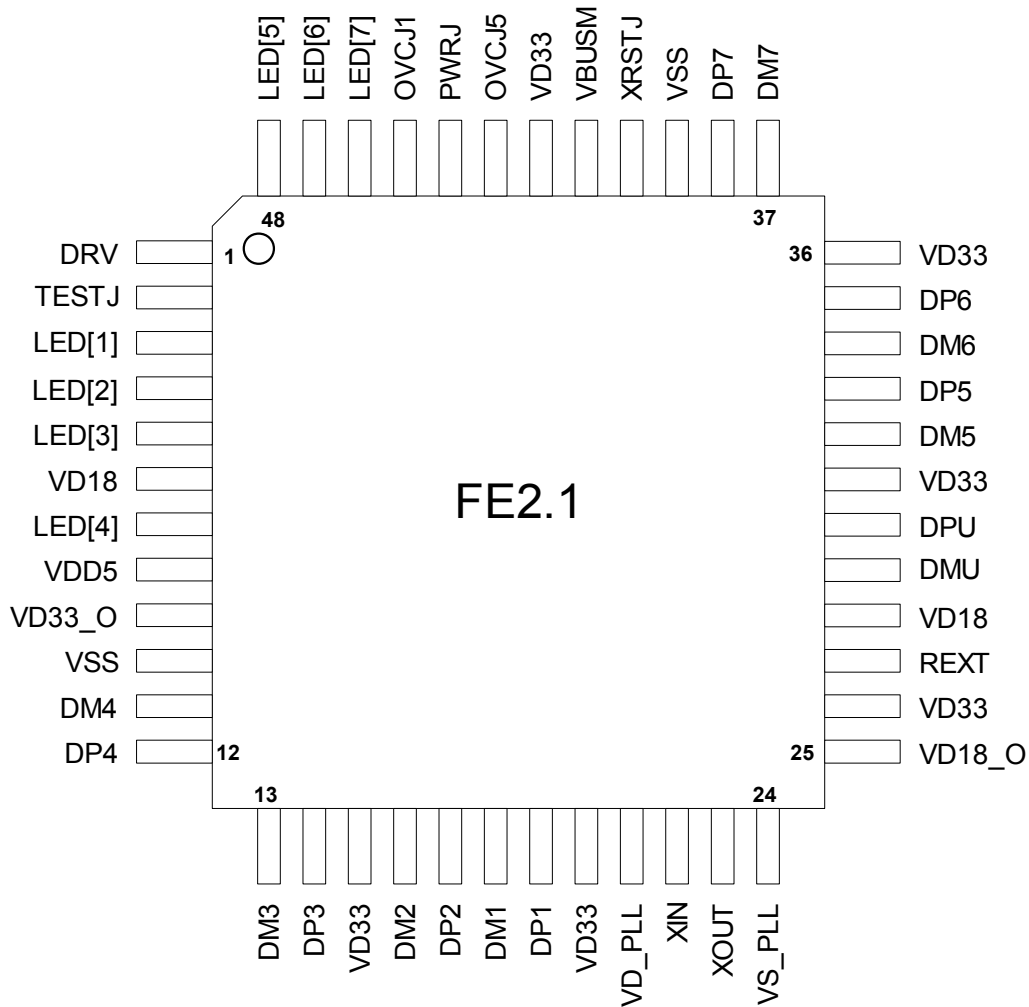 LED[5]
LED[6]
LED[7]
OVCJ1
PWRJ
OVCJ5
VD33
VBUSM
XRSTJ
VSS
DP7
DM7
48
37
DRV
1
36
VD33
TESTJ
DP6
LED[1]
DM6
LED[2]
DP5
LED[3]
DM5
VD18
VD33
FE2.1
LED[4]
DPU
VDD5
DMU
VD33_O
VD18
VSS
REXT
DM4
VD33
DP4
12
25
VD18_O
13
24
DM3
DP3
VD33
DM2
DP2
DM1
DP1
VD33
VD_PLL
XIN
XOUT
VS_PLL